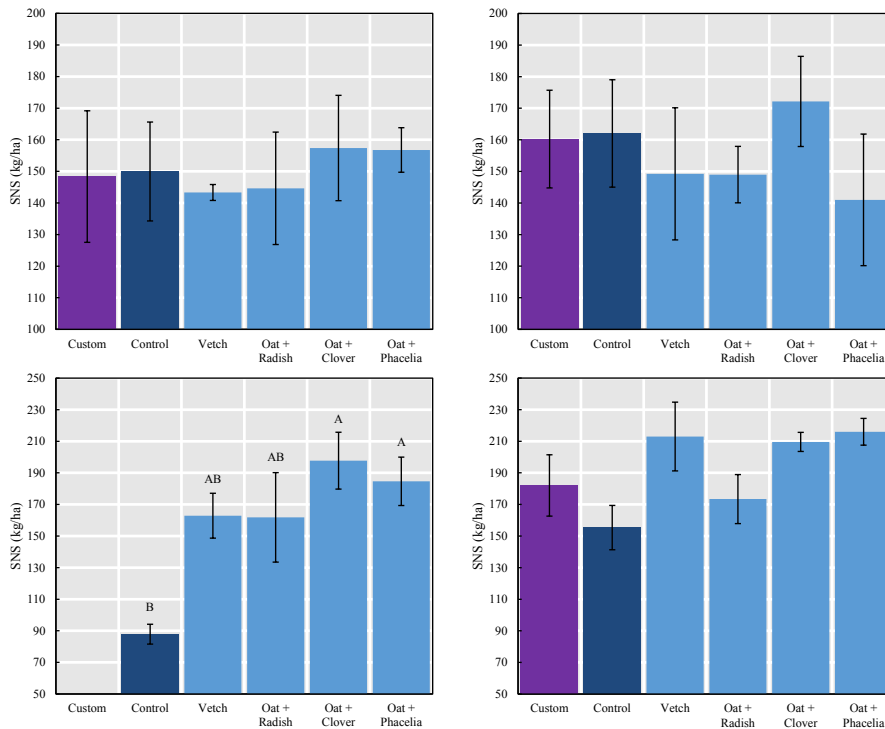 200
190
180
170
160
150
140
130
120
110
100
SNS (kg/ha)
Custom
Control
Vetch
Oat +
Radish
Oat +
Clover
Oat +
Phacelia
200
190
180
170
160
150
140
130
120
110
100
SNS (kg/ha)
Custom
Control
Vetch
Oat +
Radish
Oat +
Clover
Oat +
Phacelia
250
230
210
190
170
150
130
110
90
70
50
SNS (kg/ha)
B
AB
AB
A
A
Custom
Control
Vetch
Oat +
Radish
Oat +
Clover
Oat +
Phacelia
250
230
210
190
170
150
130
110
90
70
50
SNS (kg/ha)
Custom
Control
Vetch
Oat +
Radish
Oat +
Clover
Oat +
Phacelia